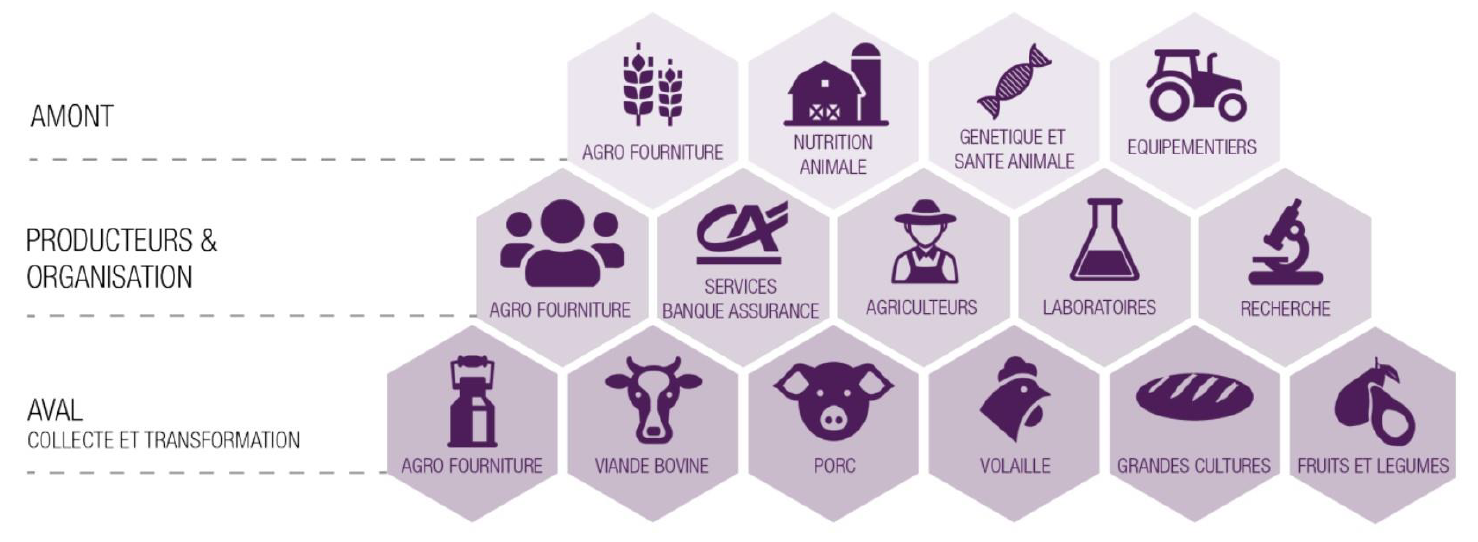 AMONT
AGRO FOURNITURE
NUTRITION
ANIMALE
GENETIQUE ET
SANTE ANIMALE
EQUIPEMENTIERS
PRODUCTEURS &
ORGANISATION
AGRO FOURNITURE
CA
SERVICES
BANQUE ASSURANCE
AGRICULTEURS
LABORATOIRES
RECHERCHE
AVAL
COLLECTE ET TRANSFORMATION
AGRO FOURNITURE
VIANDE BOVINE
PORC
VOLAILLE
GRANDES CULTURES
FRUITS ET LEGUMES